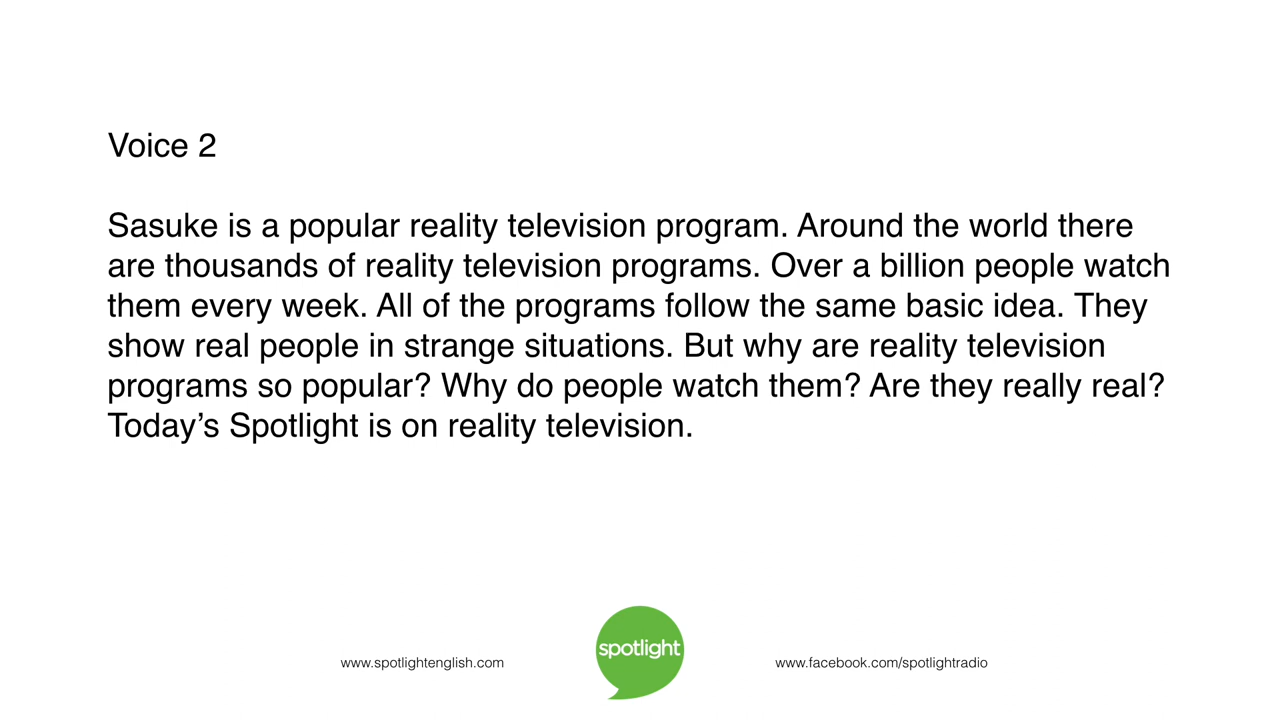 Voice 2
Sasuke is a popular reality television program. Around the world there
are thousands of reality television programs. Over a billion people watch
them every week. All of the programs follow the same basic idea. They
show real people in strange situations. But why are reality television
programs so popular? Why do people watch them? Are they really real?
Today’s Spotlight is on reality television.
www.spotlightenglish.com
spotlight
www.facebook.com/spotlightradio